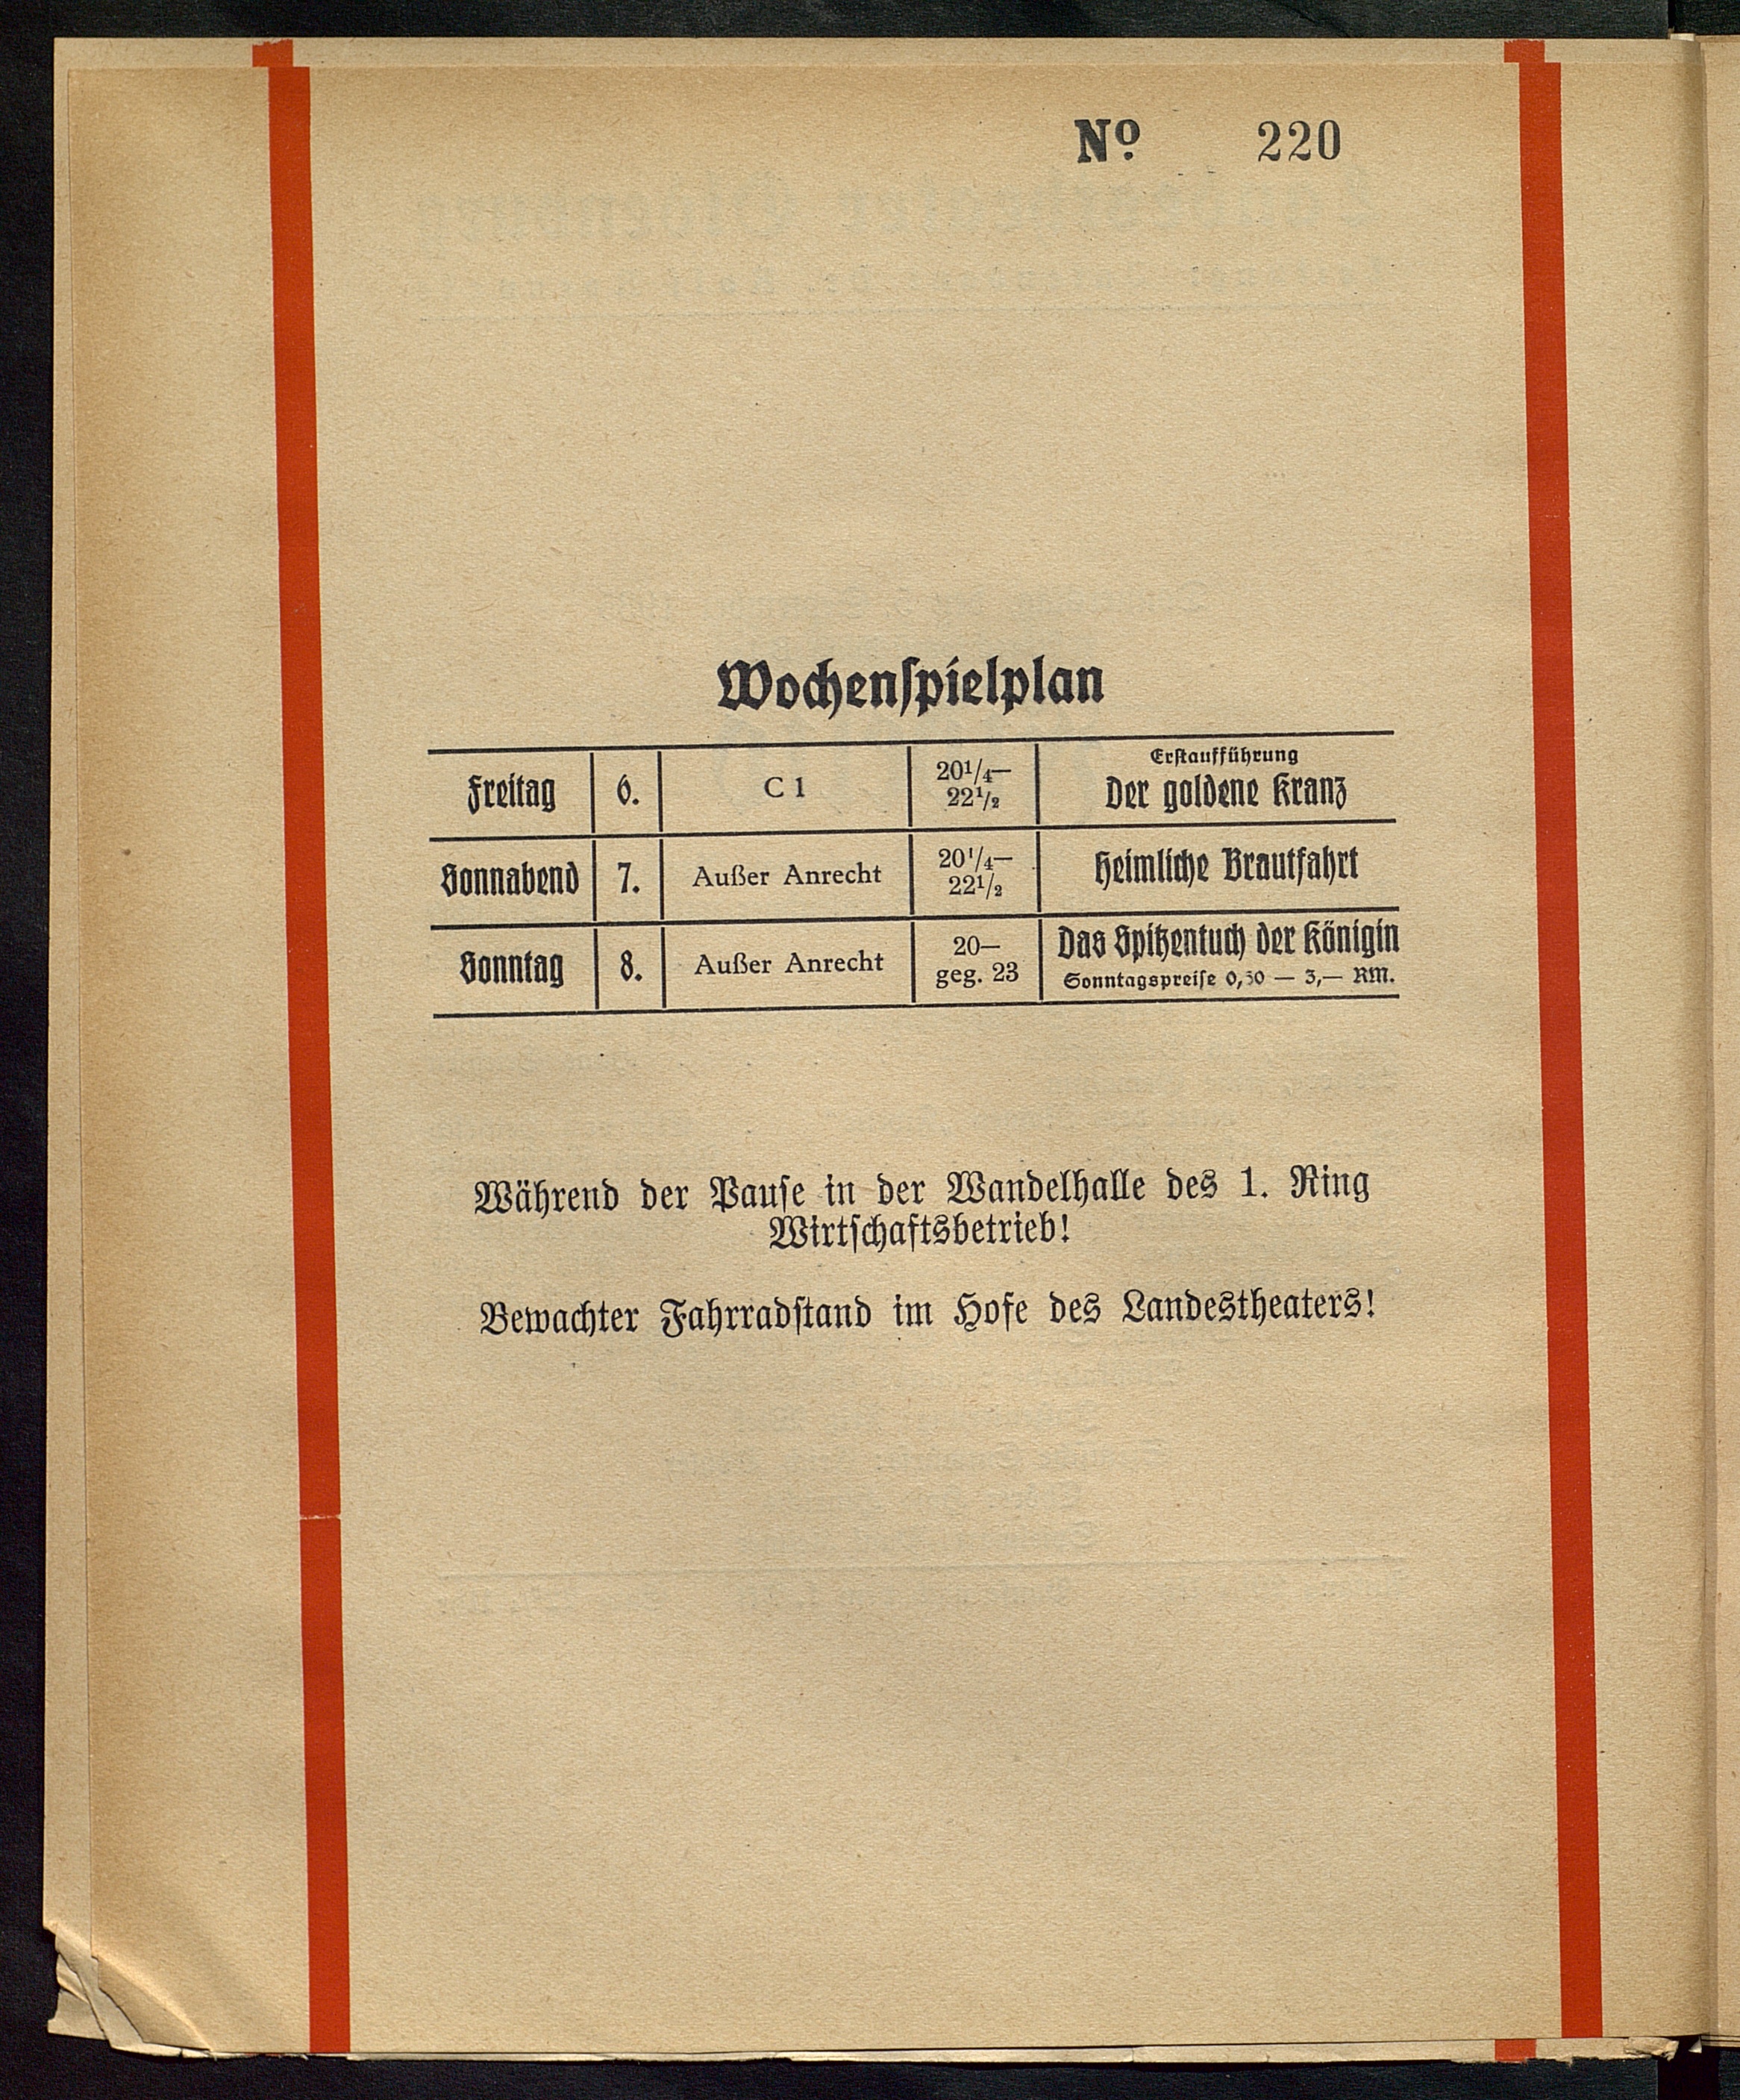 Nº 220
Wochenspielplan
Freitag 6. C 1 20¼— 22½ Erstaufführung Der goldene Kranz
Sonnabend 7. Außer Anrecht 20¼— 22½ Heimliche Brautfahrt
Sonntag 8. Außer Anrecht 20— geg. 23 Das Spitzentuch der Königin Sonntagspreise 0,50 — 3,— RM.
Während der Pause in der Wandelhalle des 1. Ring
Wirtschaftsbetrieb!
Bewachter Fahrradstand im Hofe des Landestheaters!